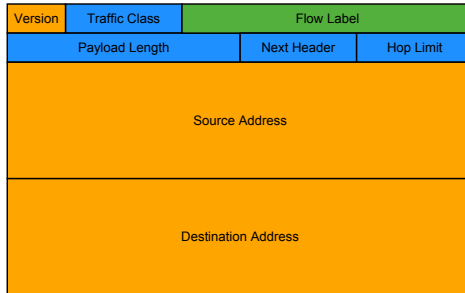 Version Traffic Class Flow Label
Payload Length Next Header Hop Limit
Source Address
Destination Address